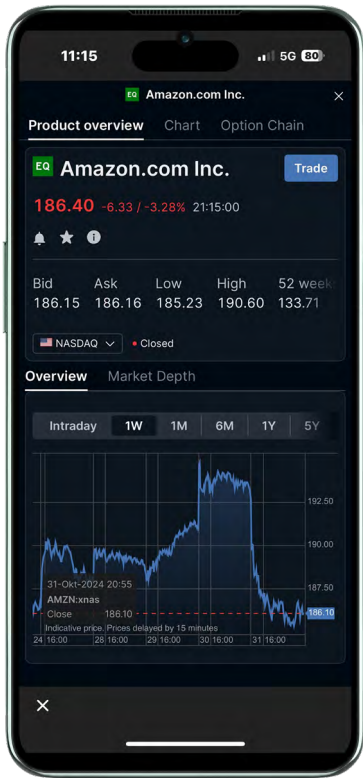 11:15 5G 80
EQ Amazon.com Inc. ×
Product overview Chart Option Chain
EQ Amazon.com Inc. Trade
186.40 -6.33 / -3.28% 21:15:00
Bid Ask Low High 52 week
186.15 186.16 185.23 190.60 133.71
NASDAQ • Closed
Overview Market Depth
Intraday 1W 1M 6M 1Y 5Y
192.50
190.00
187.50
31-Okt-2024 20:55
AMZN:xnas
Close 186.10
186.10
Indicative price. Prices delayed by 15 minutes
24 16:00 28 16:00 29 16:00 30 16:00 31 16:00
×